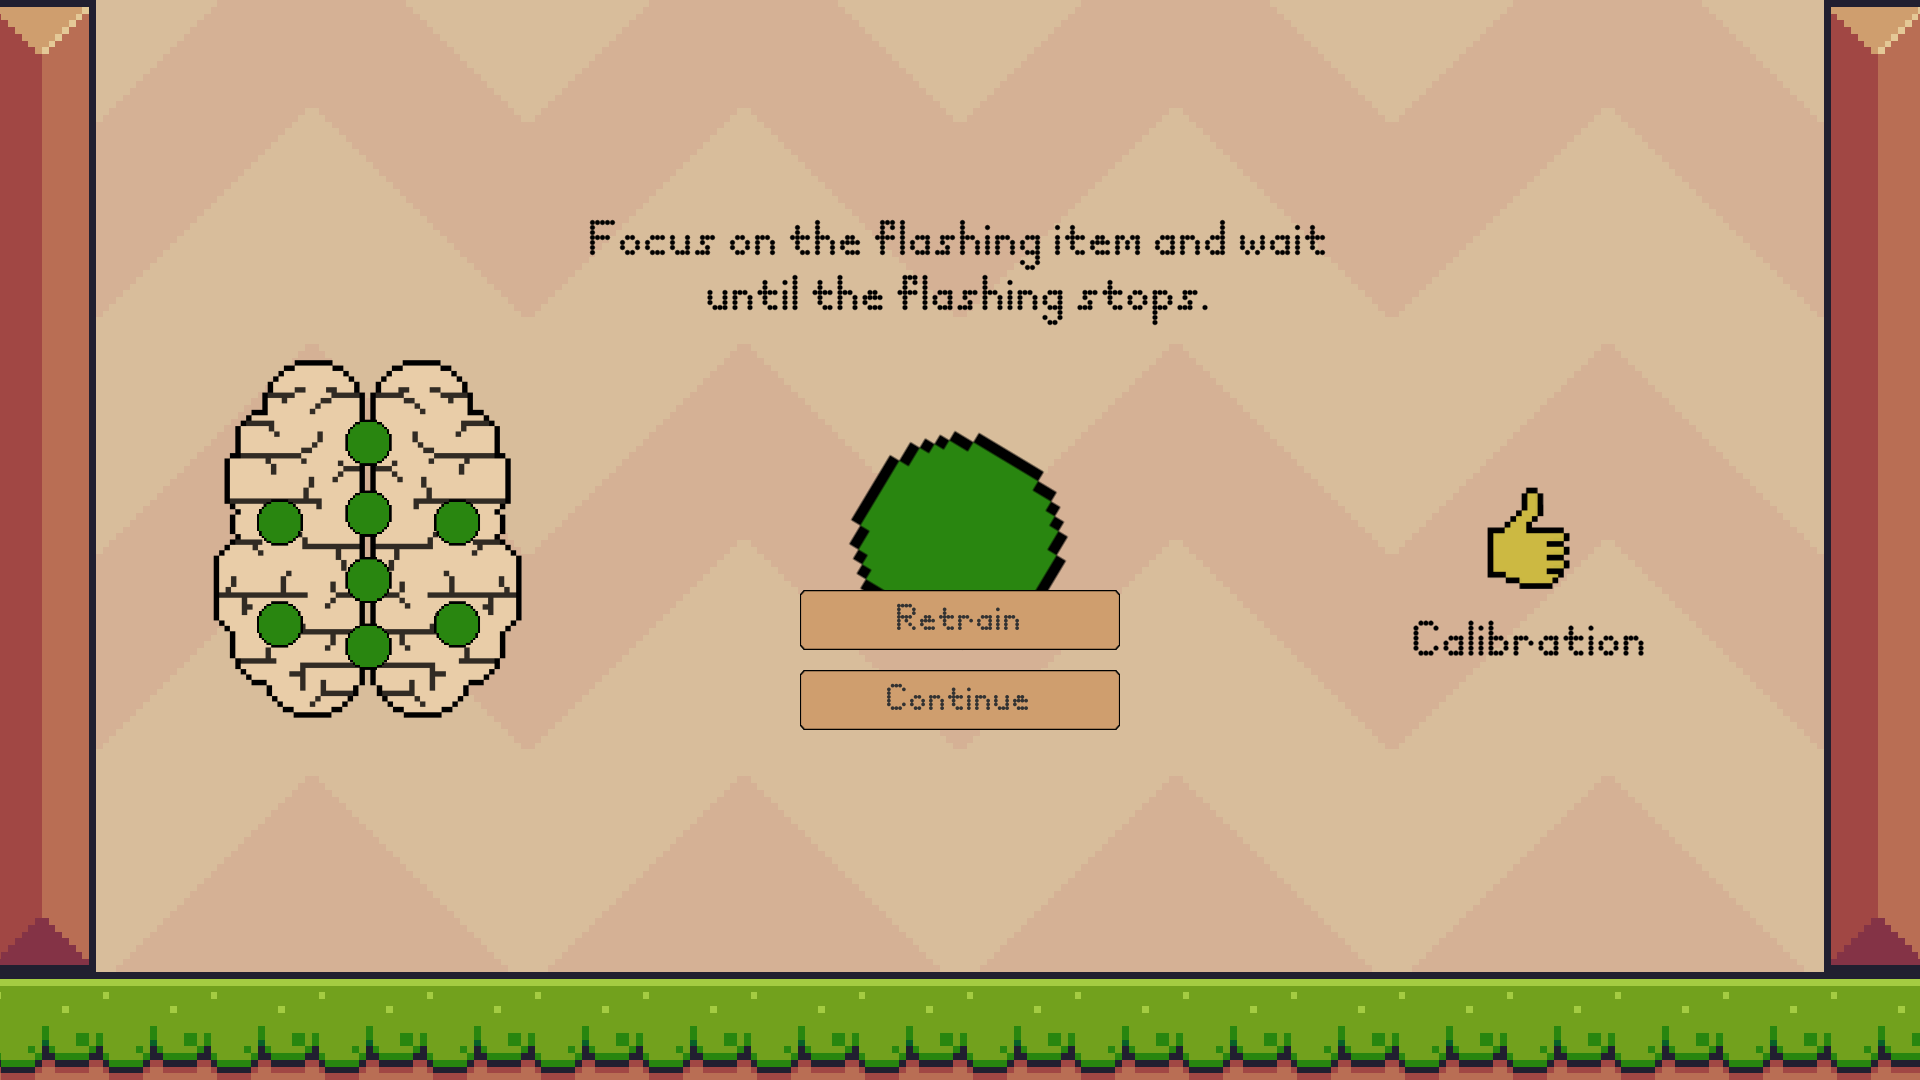 Focus on the flashing item and wait
until the flashing stops.
Retrain
Continue
Calibration